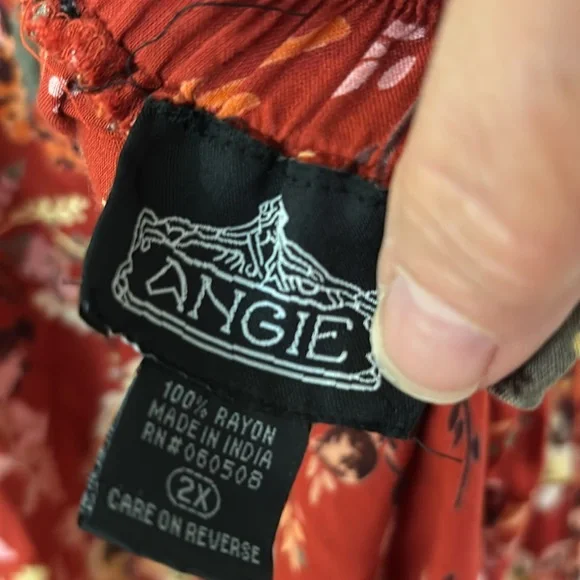 ANGIE
100% RAYON
MADE IN INDIA
RN#060508
2X
CARE ON REVERSE